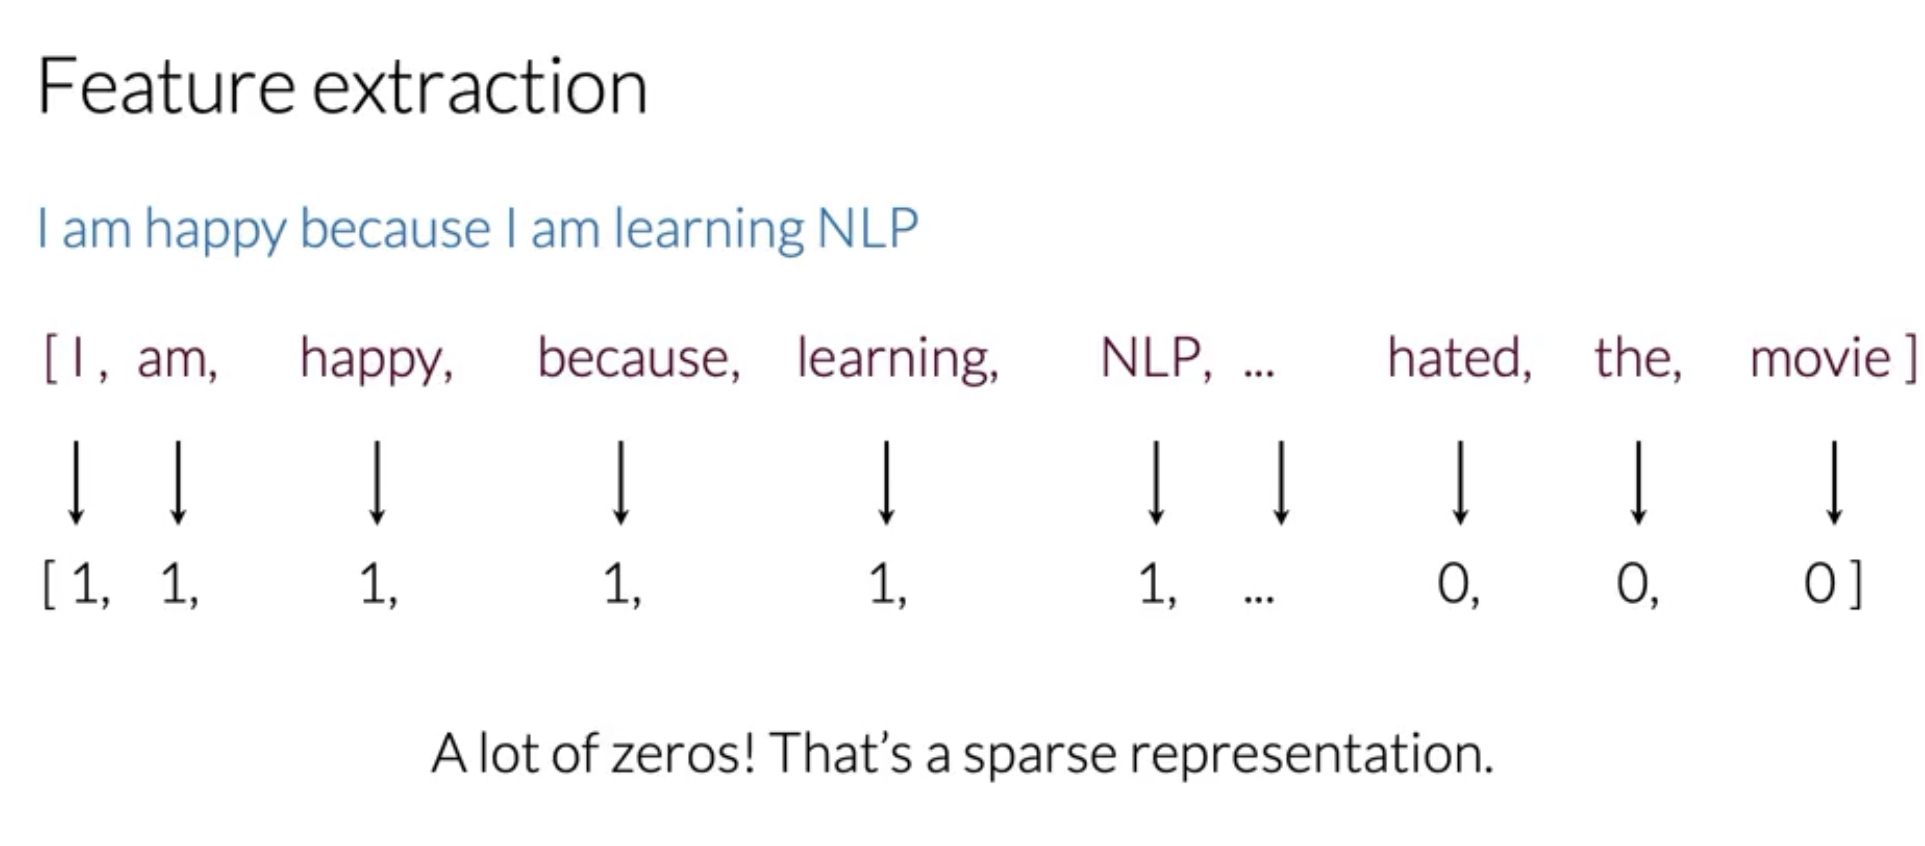 Feature extraction
I am happy because I am learning NLP
[ I , am, happy, because, learning, NLP, ... hated, the, movie ]
[ 1, 1, 1, 1, 1, 1, ... 0, 0, 0 ]
A lot of zeros! That’s a sparse representation.